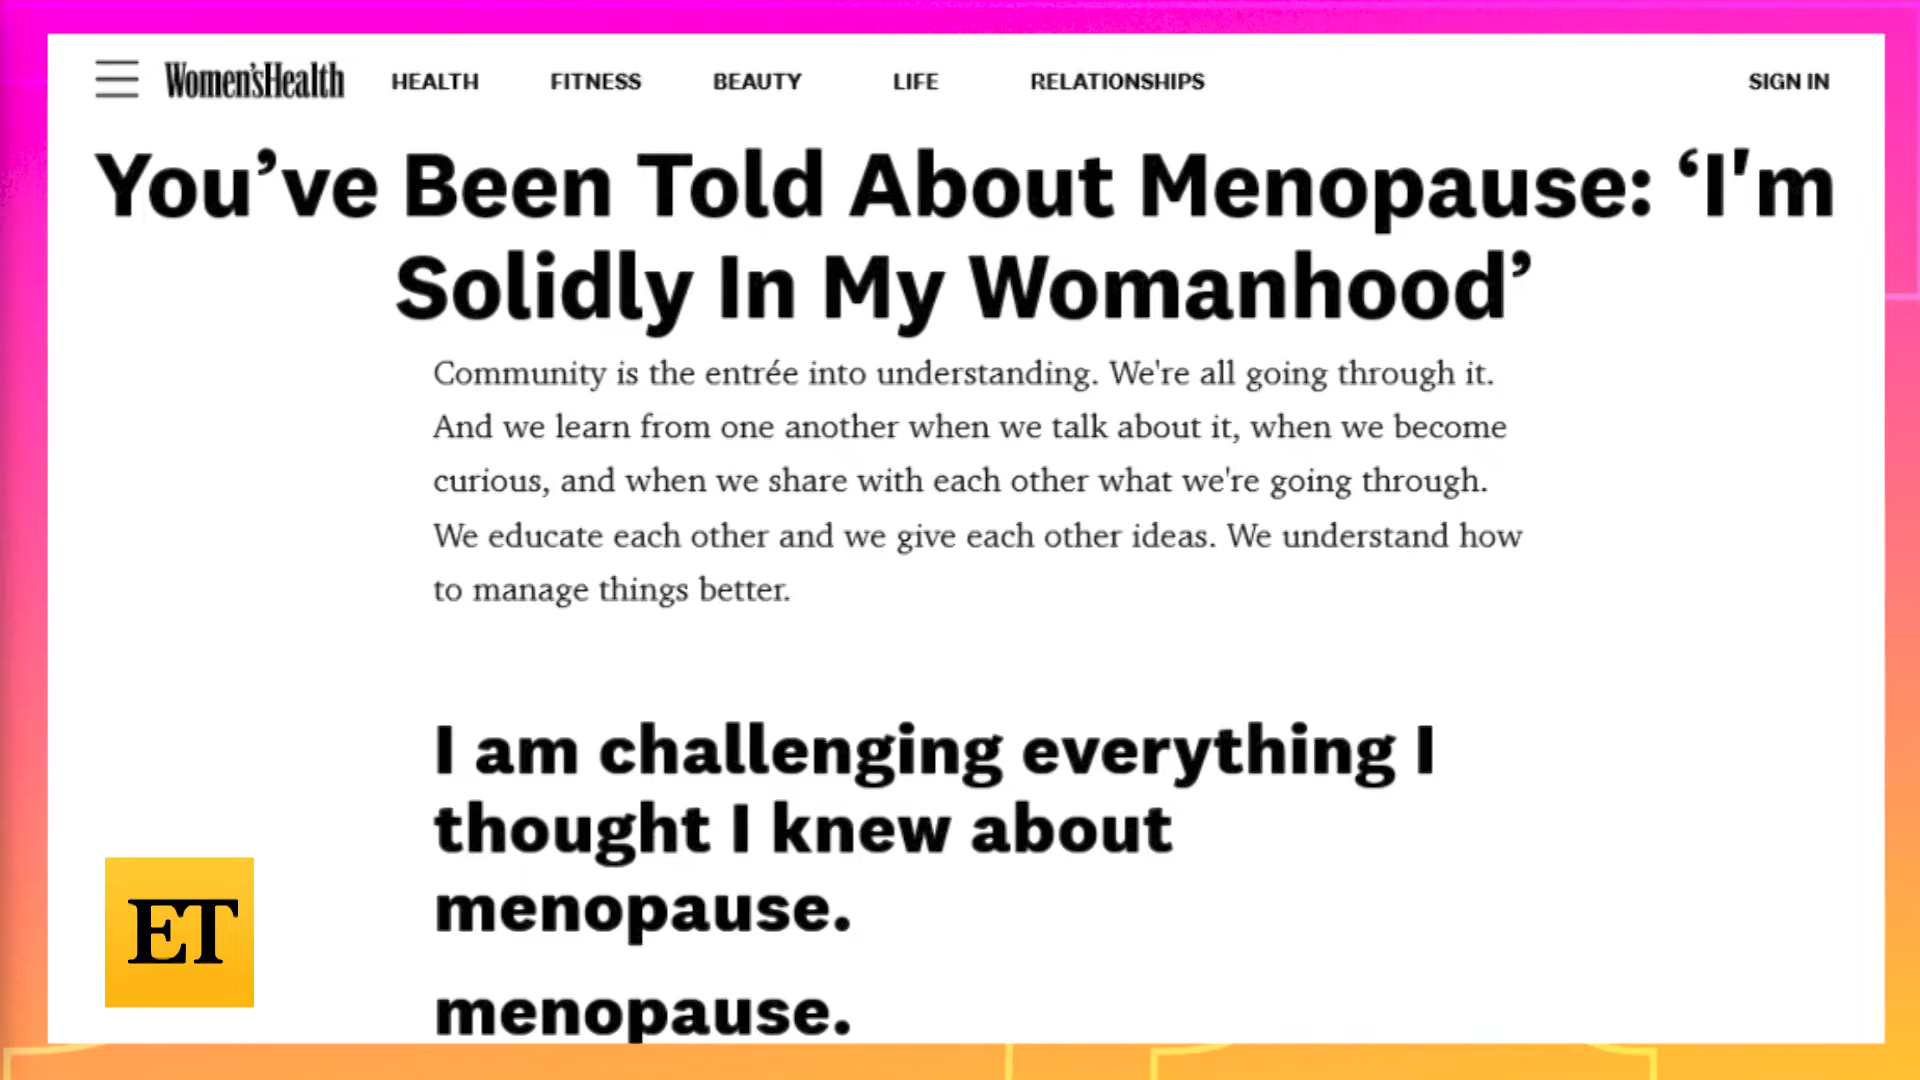 Women'sHealth HEALTH FITNESS BEAUTY LIFE RELATIONSHIPS SIGN IN
You’ve Been Told About Menopause: ‘I'm
Solidly In My Womanhood’
Community is the entrée into understanding. We're all going through it.
And we learn from one another when we talk about it, when we become
curious, and when we share with each other what we're going through.
We educate each other and we give each other ideas. We understand how
to manage things better.
I am challenging everything I
thought I knew about
menopause.
menopause.
ET